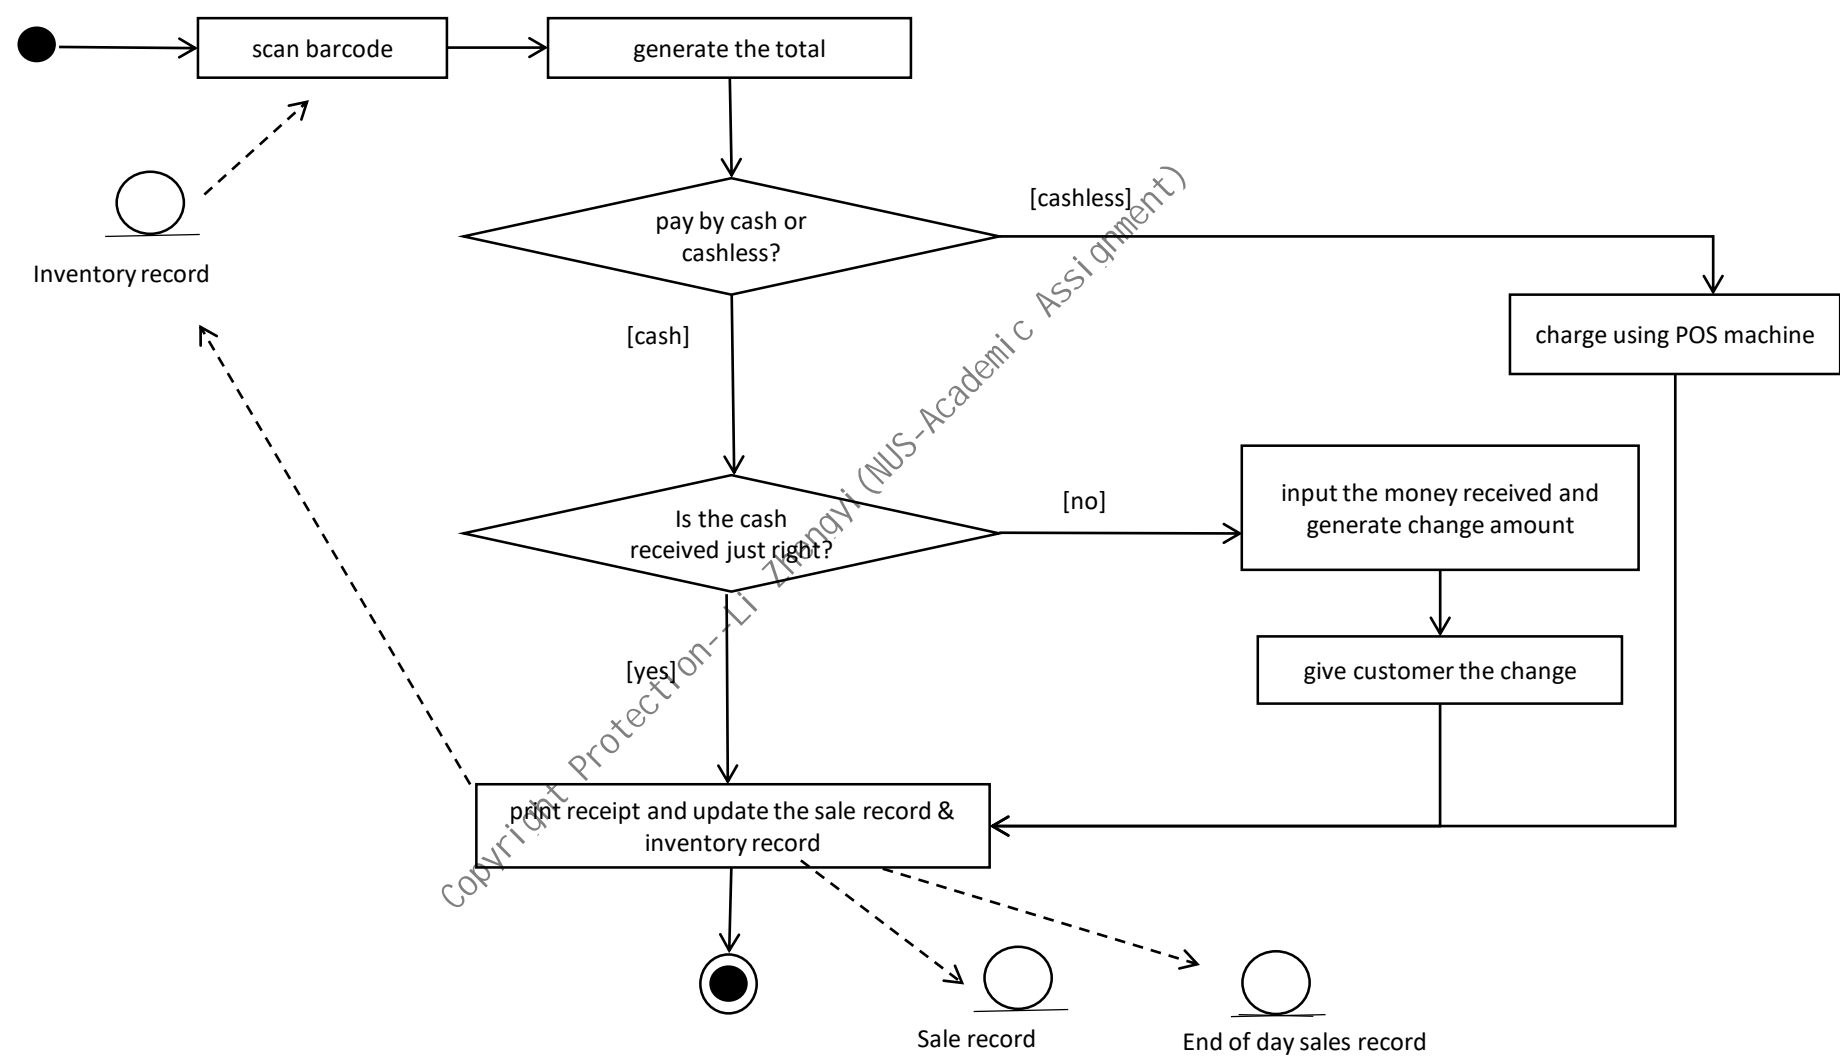 scan barcode
generate the total
[cashless]
pay by cash or
cashless?
Inventory record
[cash]
charge using POS machine
input the money received and
generate change amount
[no]
Is the cash
received just right?
[yes]
give customer the change
print receipt and update the sale record &
inventory record
Sale record
End of day sales record
Copyright Protection--Li Zhangyi(NUS-Academic Assignment)